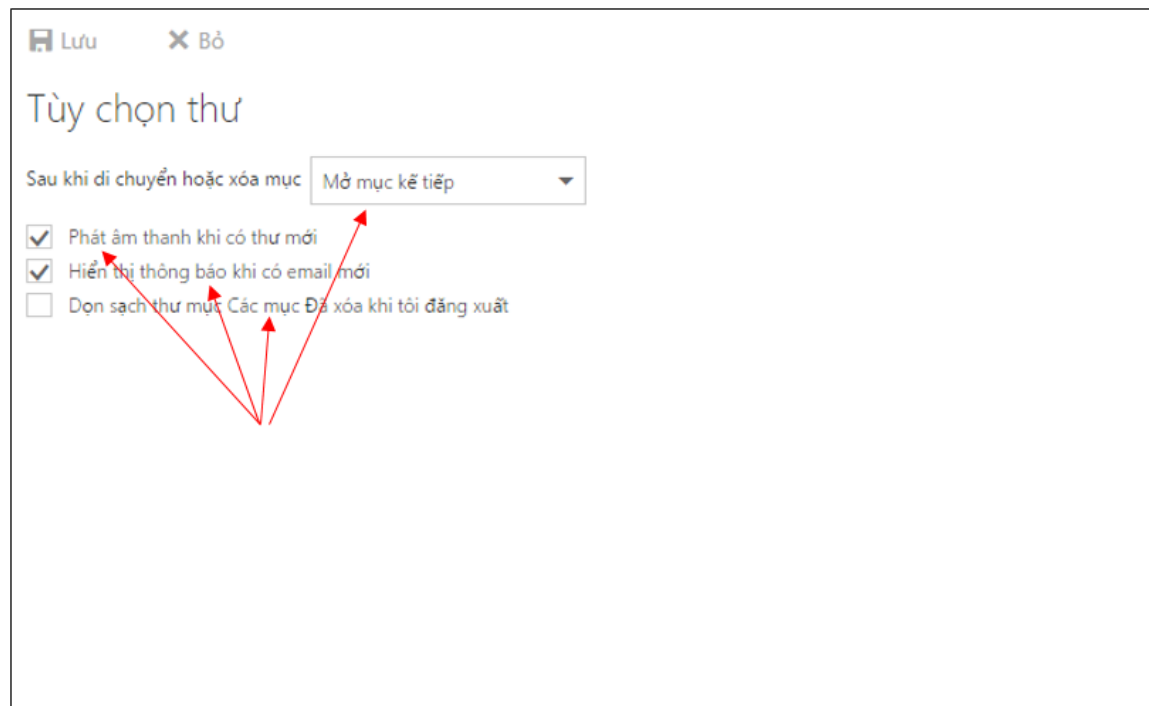 Lưu Bỏ
Tùy chọn thư
Sau khi di chuyển hoặc xóa mục Mở mục kế tiếp
Phát âm thanh khi có thư mới
Hiển thị thông báo khi có email mới
Dọn sạch thư mục Các mục Đã xóa khi tôi đăng xuất